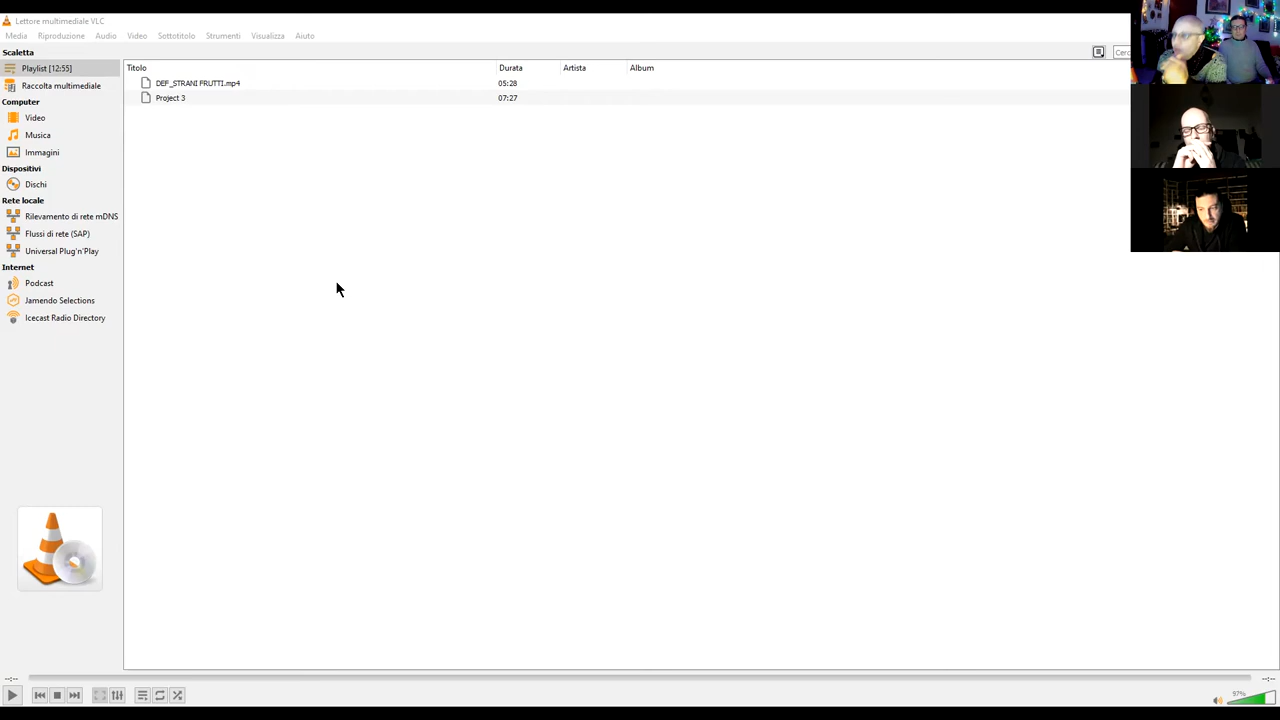 Lettore multimediale VLC
Media Riproduzione Audio Video Sottotitolo Strumenti Visualizza Aiuto
Scaletta
Playlist [12:55]
Raccolta multimediale
Computer
Video
Musica
Immagini
Dispositivi
Dischi
Rete locale
Rilevamento di rete mDNS
Flussi di rete (SAP)
Universal Plug'n'Play
Internet
Podcast
Jamendo Selections
Icecast Radio Directory
Cerc
Titolo Durata Artista Album
DEF_STRANI FRUTTI.mp4 05:28
Project 3 07:27
--:-- --:--
97%